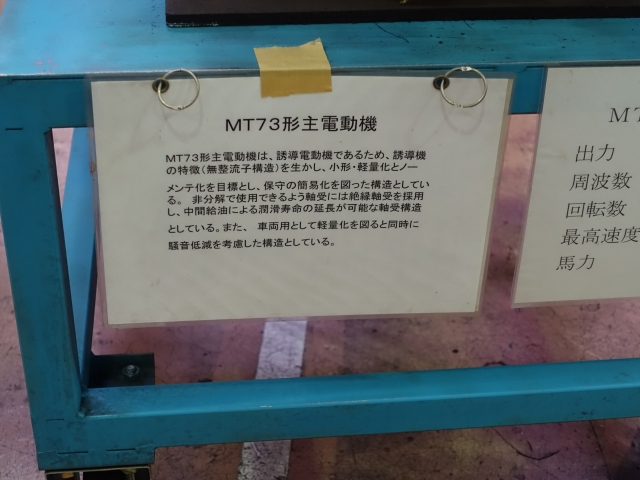 MT73形主電動機
MT73形主電動機は、誘導電動機であるため、誘導機
の特徴(無整流子構造)を生かし、小形・軽量化とノー
メンテ化を目標とし、保守の簡易化を図った構造としてい
る。 非分解で使用できるよう軸受には絶縁軸受を採用
し、中間給油による潤滑寿命の延長が可能な軸受構造
としている。また、 車両用として軽量化を図ると同時に
騒音低減を考慮した構造としている。
MT
出力
周波数
回転数
最高速度
馬力